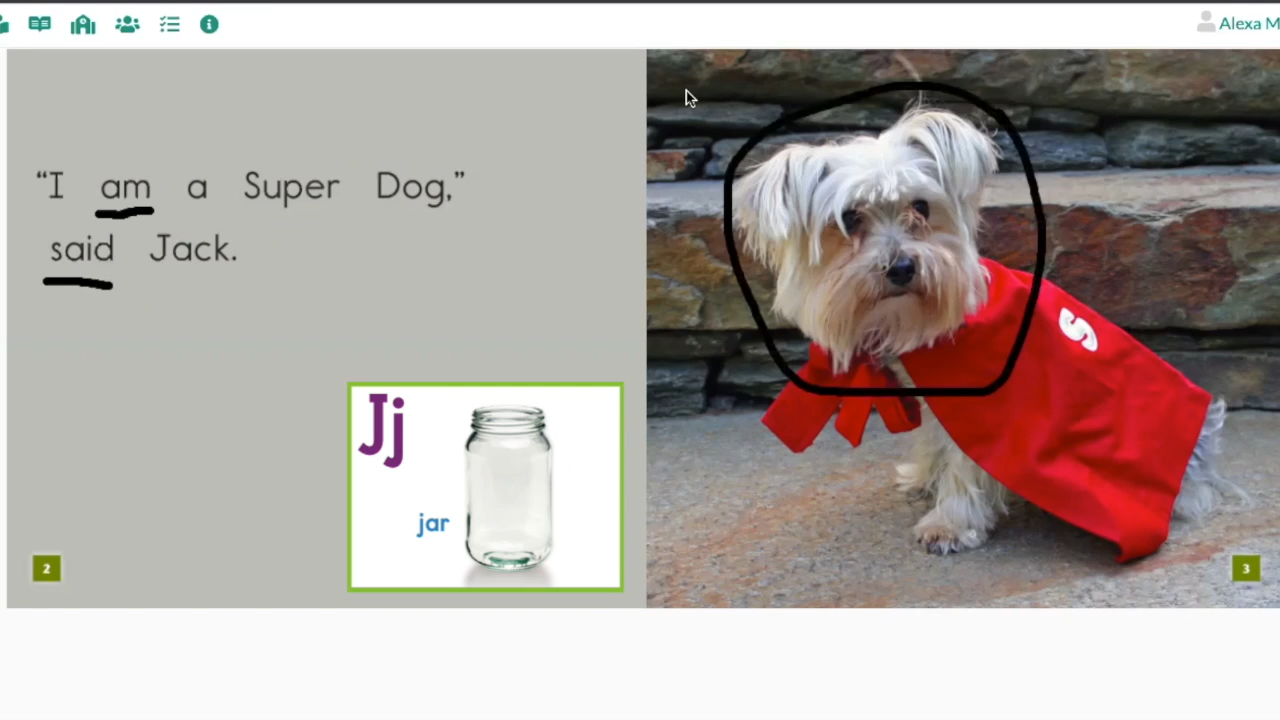 Alexa M
“I am a Super Dog,”
said Jack.
Jj
jar
S
2
3